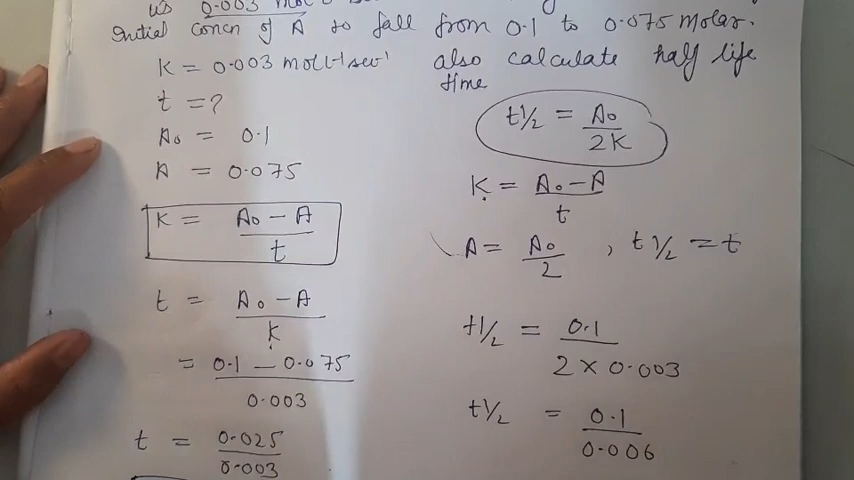 is 0.003
initial concn of A to fall from 0.1 to 0.075 Molar.
also calculate half life
time
K = 0.003 mol L-1 sec-1
t = ?
A₀ = 0.1
A = 0.075
K = A₀ - A / t
t = A₀ - A / K
= 0.1 - 0.075 / 0.003
t = 0.025 / 0.003
t1/2 = A₀ / 2K
K = A₀ - A / t
A = A₀ / 2 , t1/2 = t
t1/2 = 0.1 / 2 × 0.003
t1/2 = 0.1 / 0.006